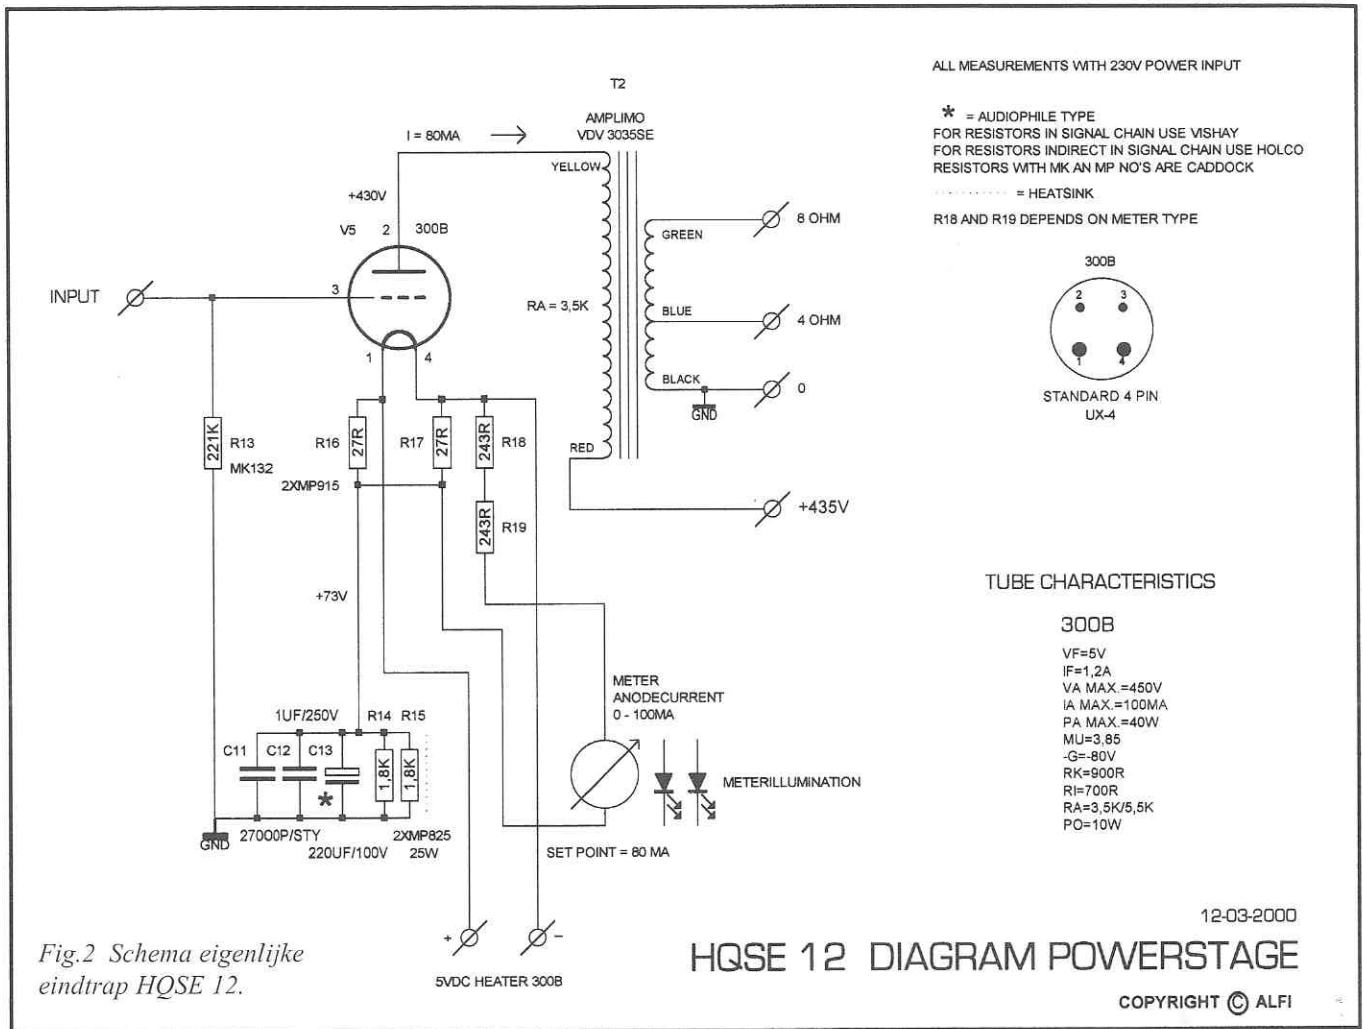 ALL MEASUREMENTS WITH 230V POWER INPUT
* = AUDIOPHILE TYPE
FOR RESISTORS IN SIGNAL CHAIN USE VISHAY
FOR RESISTORS INDIRECT IN SIGNAL CHAIN USE HOLCO
RESISTORS WITH MK AN MP NO'S ARE CADDOCK
= HEATSINK
R18 AND R19 DEPENDS ON METER TYPE
T2
AMPLIMO
VDV 3035SE
I = 80MA
YELLOW
+430V
V5
2
300B
3
1
4
INPUT
RA = 3,5K
GREEN
8 OHM
BLUE
4 OHM
BLACK
0
GND
RED
+435V
300B
2
3
1
4
STANDARD 4 PIN
UX-4
221K
R13
MK132
R16
27R
R17
27R
243R
R18
2XMP915
243R
R19
+73V
METER
ANODECURRENT
0 - 100MA
1UF/250V
R14
R15
C11
C12
C13
1,8K
1,8K
*
METERILLUMINATION
GND
27000P/STY
220UF/100V
2XMP825
25W
SET POINT = 80 MA
+
-
5VDC HEATER 300B
TUBE CHARACTERISTICS
300B
VF=5V
IF=1,2A
VA MAX.=450V
IA MAX.=100MA
PA MAX.=40W
MU=3,85
-G=-80V
RK=900R
RI=700R
RA=3,5K/5,5K
PO=10W
12-03-2000
HQSE 12 DIAGRAM POWERSTAGE
COPYRIGHT © ALFI
Fig.2 Schema eigenlijke
eindtrap HQSE 12.